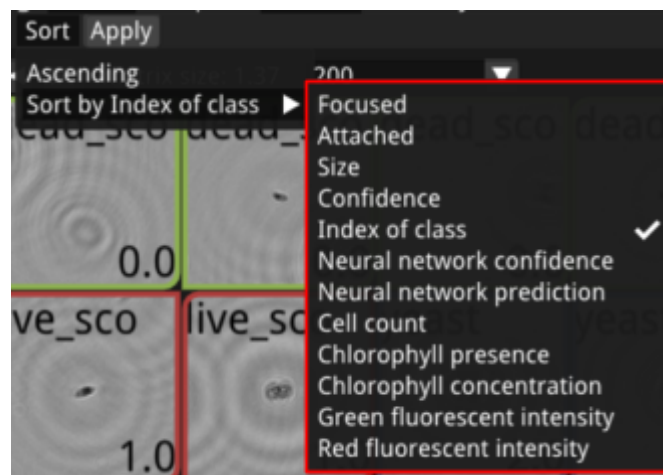 Sort Apply
Ascending
200
Sort by Index of class
Focused
Attached
Size
Confidence
Index of class
Neural network confidence
Neural network prediction
Cell count
Chlorophyll presence
Chlorophyll concentration
Green fluorescent intensity
Red fluorescent intensity
dead_sco
0.0
ve_sco
live_sc
1.0